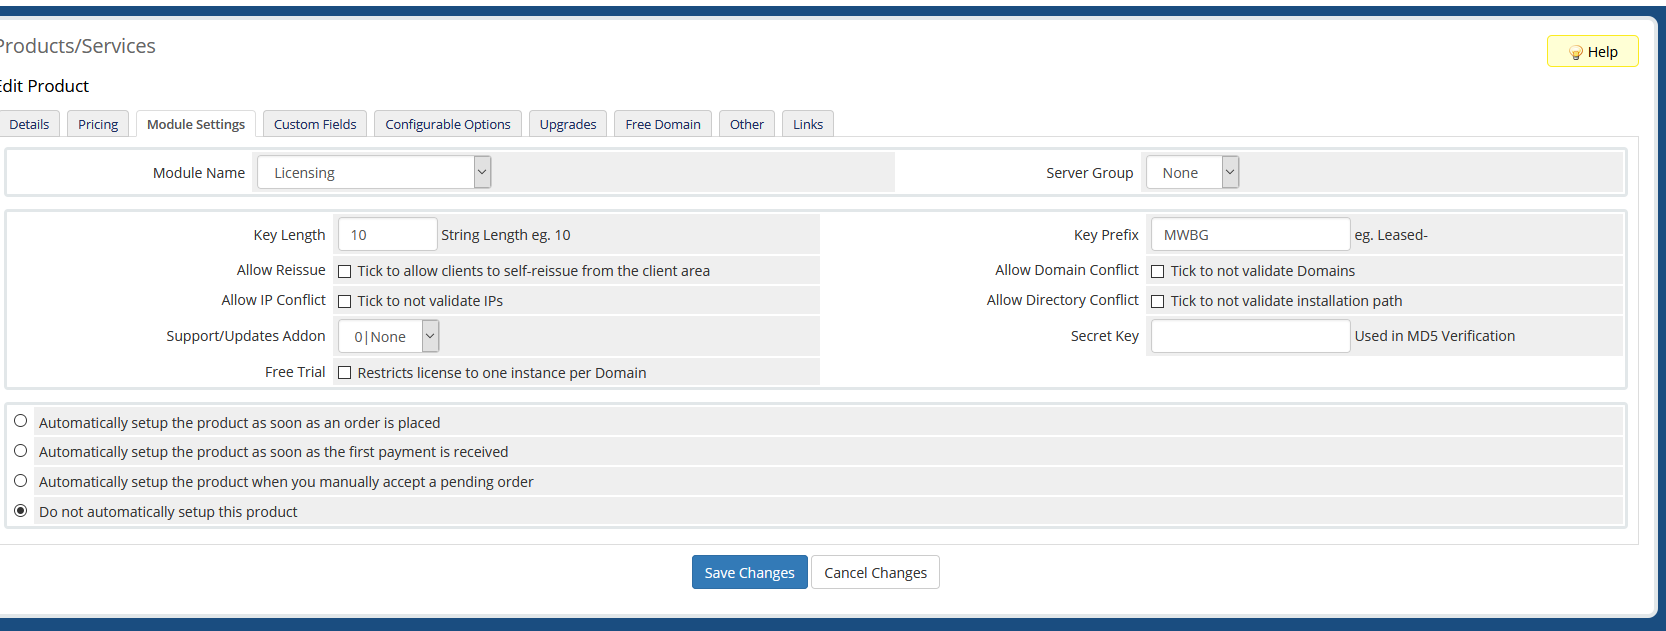 Products/Services
Help
Edit Product
Details Pricing Module Settings Custom Fields Configurable Options Upgrades Free Domain Other Links
Module Name Licensing Server Group None
Key Length 10 String Length eg. 10 Key Prefix MWBG eg. Leased-
Allow Reissue Tick to allow clients to self-reissue from the client area Allow Domain Conflict Tick to not validate Domains
Allow IP Conflict Tick to not validate IPs Allow Directory Conflict Tick to not validate installation path
Support/Updates Addon 0|None Secret Key Used in MD5 Verification
Free Trial Restricts license to one instance per Domain
Automatically setup the product as soon as an order is placed
Automatically setup the product as soon as the first payment is received
Automatically setup the product when you manually accept a pending order
Do not automatically setup this product
Save Changes Cancel Changes